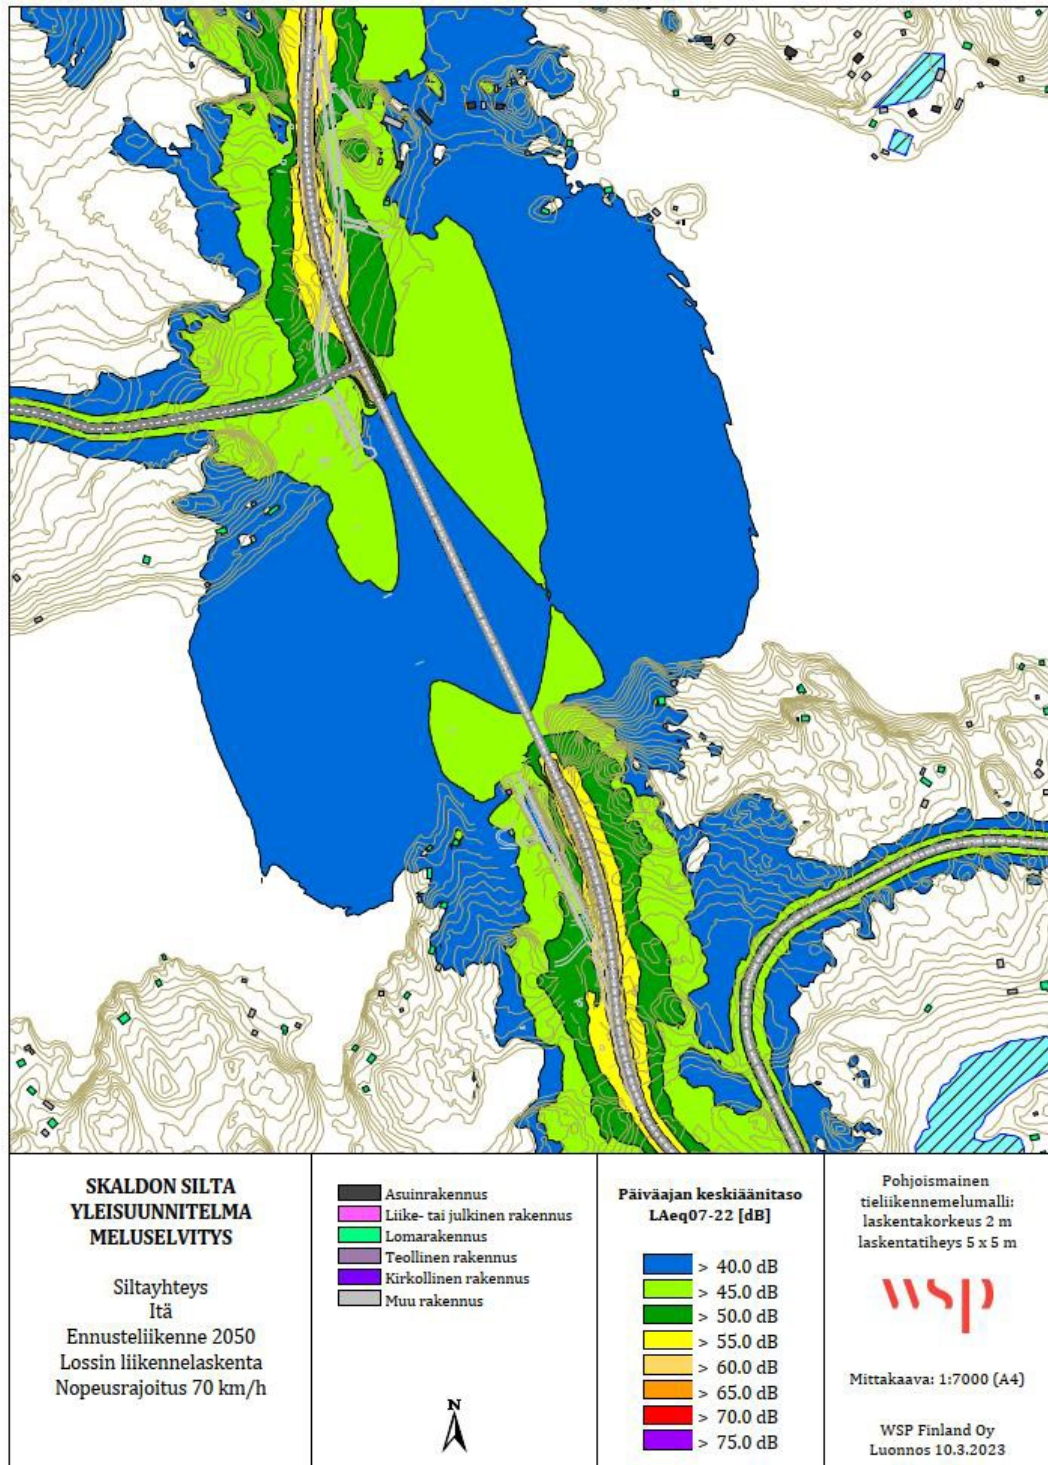 SKALDON SILTA
YLEISUUNNITELMA
MELUSELVITYS
Siltayhteys
Itä
Ennusteliikenne 2050
Lossin liikennelaskenta
Nopeusrajoitus 70 km/h
Asuinrakennus
Liike- tai julkinen rakennus
Lomarakennus
Teollinen rakennus
Kirkollinen rakennus
Muu rakennus
N
Päiväajan keskiäänitaso
LAeq07-22 [dB]
> 40.0 dB
> 45.0 dB
> 50.0 dB
> 55.0 dB
> 60.0 dB
> 65.0 dB
> 70.0 dB
> 75.0 dB
Pohjoismainen
tieliikennemelumalli:
laskentakorkeus 2 m
laskentatiheys 5 x 5 m
wsp
Mittakaava: 1:7000 (A4)
WSP Finland Oy
Luonnos 10.3.2023